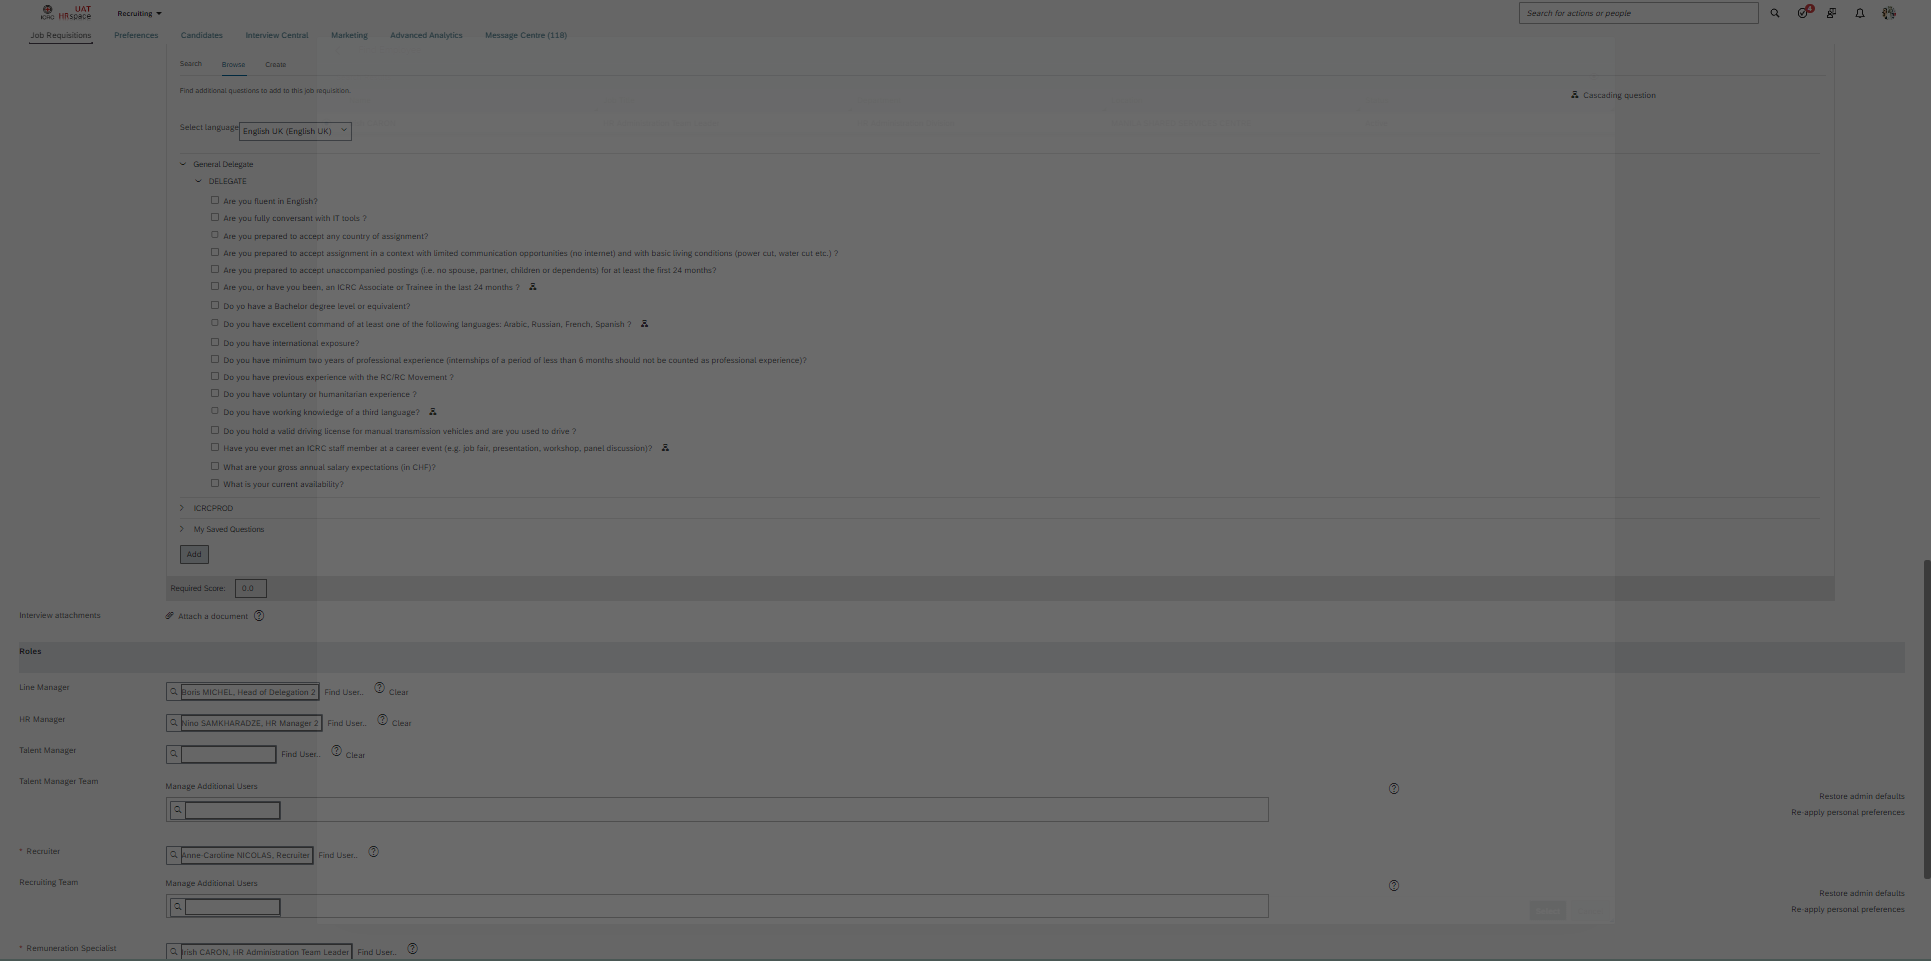 UAT
ICRC HRspace
Recruiting
Search for actions or people
4
Job Requisitions
Preferences
Candidates
Interview Central
Marketing
Advanced Analytics
Message Centre (118)
Search
Browse
Create
Find additional questions to add to this job requisition.
Cascading question
Select language
English UK (English UK)
General Delegate
DELEGATE
Are you fluent in English?
Are you fully conversant with IT tools ?
Are you prepared to accept any country of assignment?
Are you prepared to accept assignment in a context with limited communication opportunities (no internet) and with basic living conditions (power cut, water cut etc.) ?
Are you prepared to accept unaccompanied postings (i.e. no spouse, partner, children or dependents) for at least the first 24 months?
Are you, or have you been, an ICRC Associate or Trainee in the last 24 months ?
Do yo have a Bachelor degree level or equivalent?
Do you have excellent command of at least one of the following languages: Arabic, Russian, French, Spanish ?
Do you have international exposure?
Do you have minimum two years of professional experience (internships of a period of less than 6 months should not be counted as professional experience)?
Do you have previous experience with the RC/RC Movement ?
Do you have voluntary or humanitarian experience ?
Do you have working knowledge of a third language?
Do you hold a valid driving license for manual transmission vehicles and are you used to drive ?
Have you ever met an ICRC staff member at a career event (e.g. job fair, presentation, workshop, panel discussion)?
What are your gross annual salary expectations (in CHF)?
What is your current availability?
ICRCPROD
My Saved Questions
Add
Required Score:
0.0
Interview attachments
Attach a document
Roles
Line Manager
Boris MICHEL, Head of Delegation 2
Find User..
Clear
HR Manager
Nino SAMKHARADZE, HR Manager 2
Find User..
Clear
Talent Manager
Find User..
Clear
Talent Manager Team
Manage Additional Users
Restore admin defaults
Re-apply personal preferences
* Recruiter
Anne-Caroline NICOLAS, Recruiter
Find User..
Recruiting Team
Manage Additional Users
Restore admin defaults
Re-apply personal preferences
* Remuneration Specialist
rish CARON, HR Administration Team Leader
Find User..